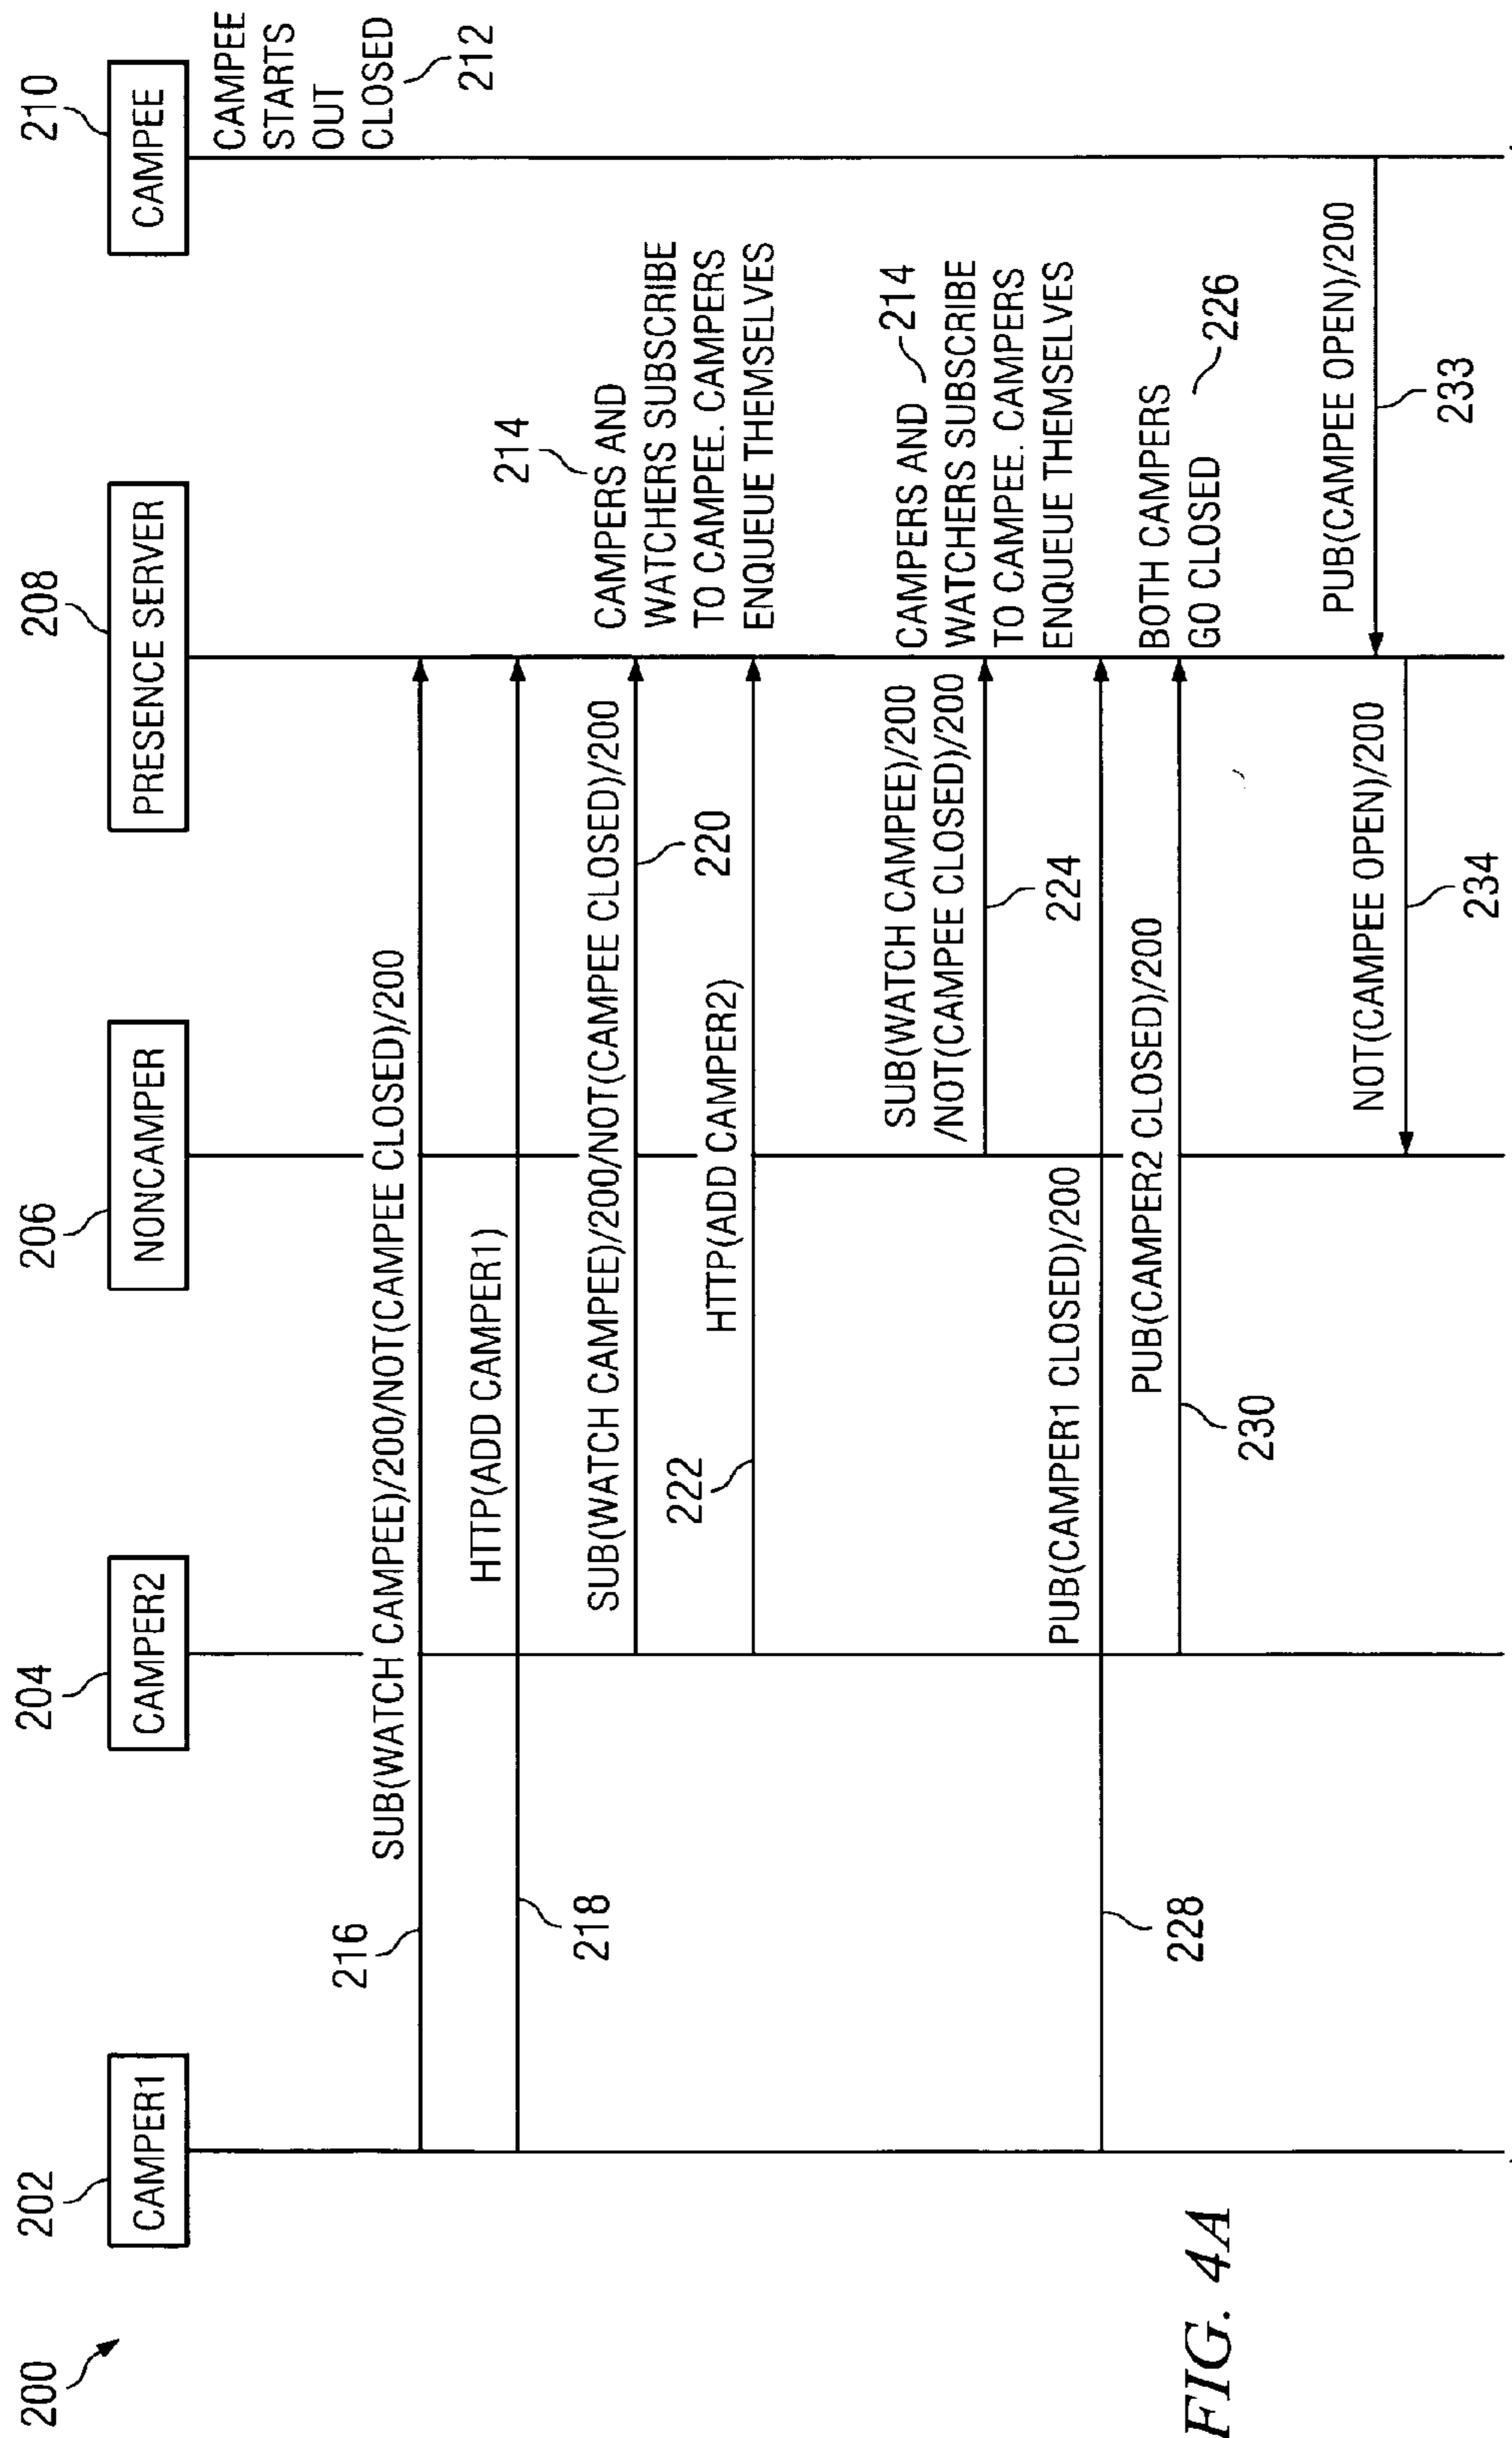 200
202
204
206
208
210
CAMPER1
CAMPER2
NONCAMPER
PRESENCE SERVER
CAMPEE
CAMPEE
STARTS
OUT
CLOSED
212
216
SUB(WATCH CAMPEE)/200/NOT(CAMPEE CLOSED)/200
HTTP(ADD CAMPER1)
218
214
CAMPERS AND
WATCHERS SUBSCRIBE
TO CAMPEE. CAMPERS
ENQUEUE THEMSELVES
SUB(WATCH CAMPEE)/200/NOT(CAMPEE CLOSED)/200
220
222
HTTP(ADD CAMPER2)
SUB(WATCH CAMPEE)/200
/NOT(CAMPEE CLOSED)/200
224
CAMPERS AND 214
WATCHERS SUBSCRIBE
TO CAMPEE. CAMPERS
ENQUEUE THEMSELVES
PUB(CAMPER1 CLOSED)/200
228
PUB(CAMPER2 CLOSED)/200
230
BOTH CAMPERS
GO CLOSED 226
PUB(CAMPEE OPEN)/200
233
NOT(CAMPEE OPEN)/200
234
FIG. 4A